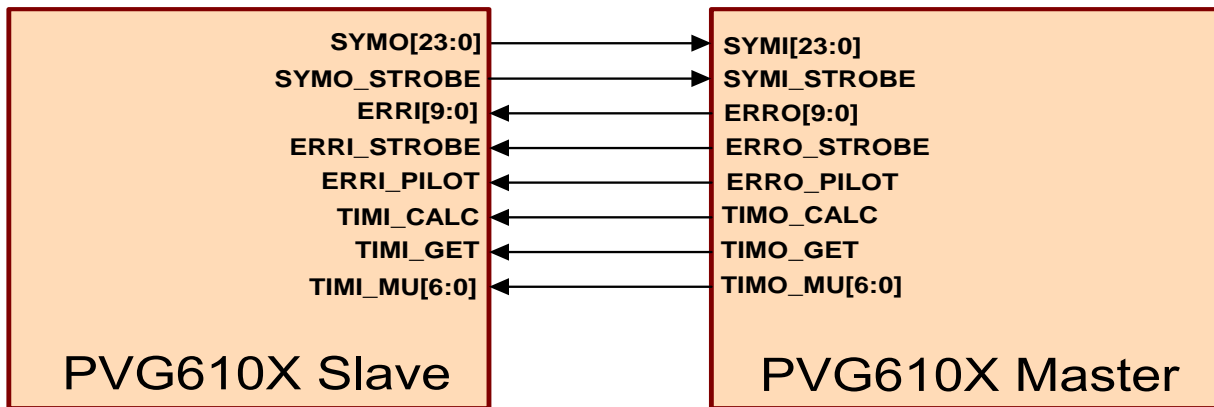 SYMO[23:0]
SYMO_STROBE
ERRI[9:0]
ERRI_STROBE
ERRI_PILOT
TIMI_CALC
TIMI_GET
TIMI_MU[6:0]
PVG610X Slave
SYMI[23:0]
SYMI_STROBE
ERRO[9:0]
ERRO_STROBE
ERRO_PILOT
TIMO_CALC
TIMO_GET
TIMO_MU[6:0]
PVG610X Master